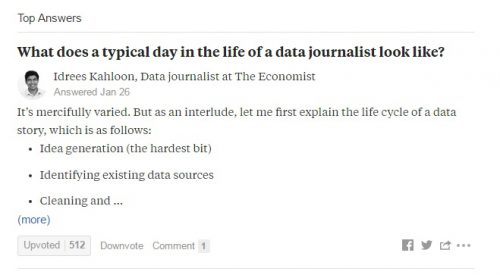 Top Answers
What does a typical day in the life of a data journalist look like?
Idrees Kahloon, Data journalist at The Economist
Answered Jan 26
It's mercifully varied. But as an interlude, let me first explain the life cycle of a data
story, which is as follows:
• Idea generation (the hardest bit)
• Identifying existing data sources
• Cleaning and ...
(more)
Upvoted 512 Downvote Comment 1